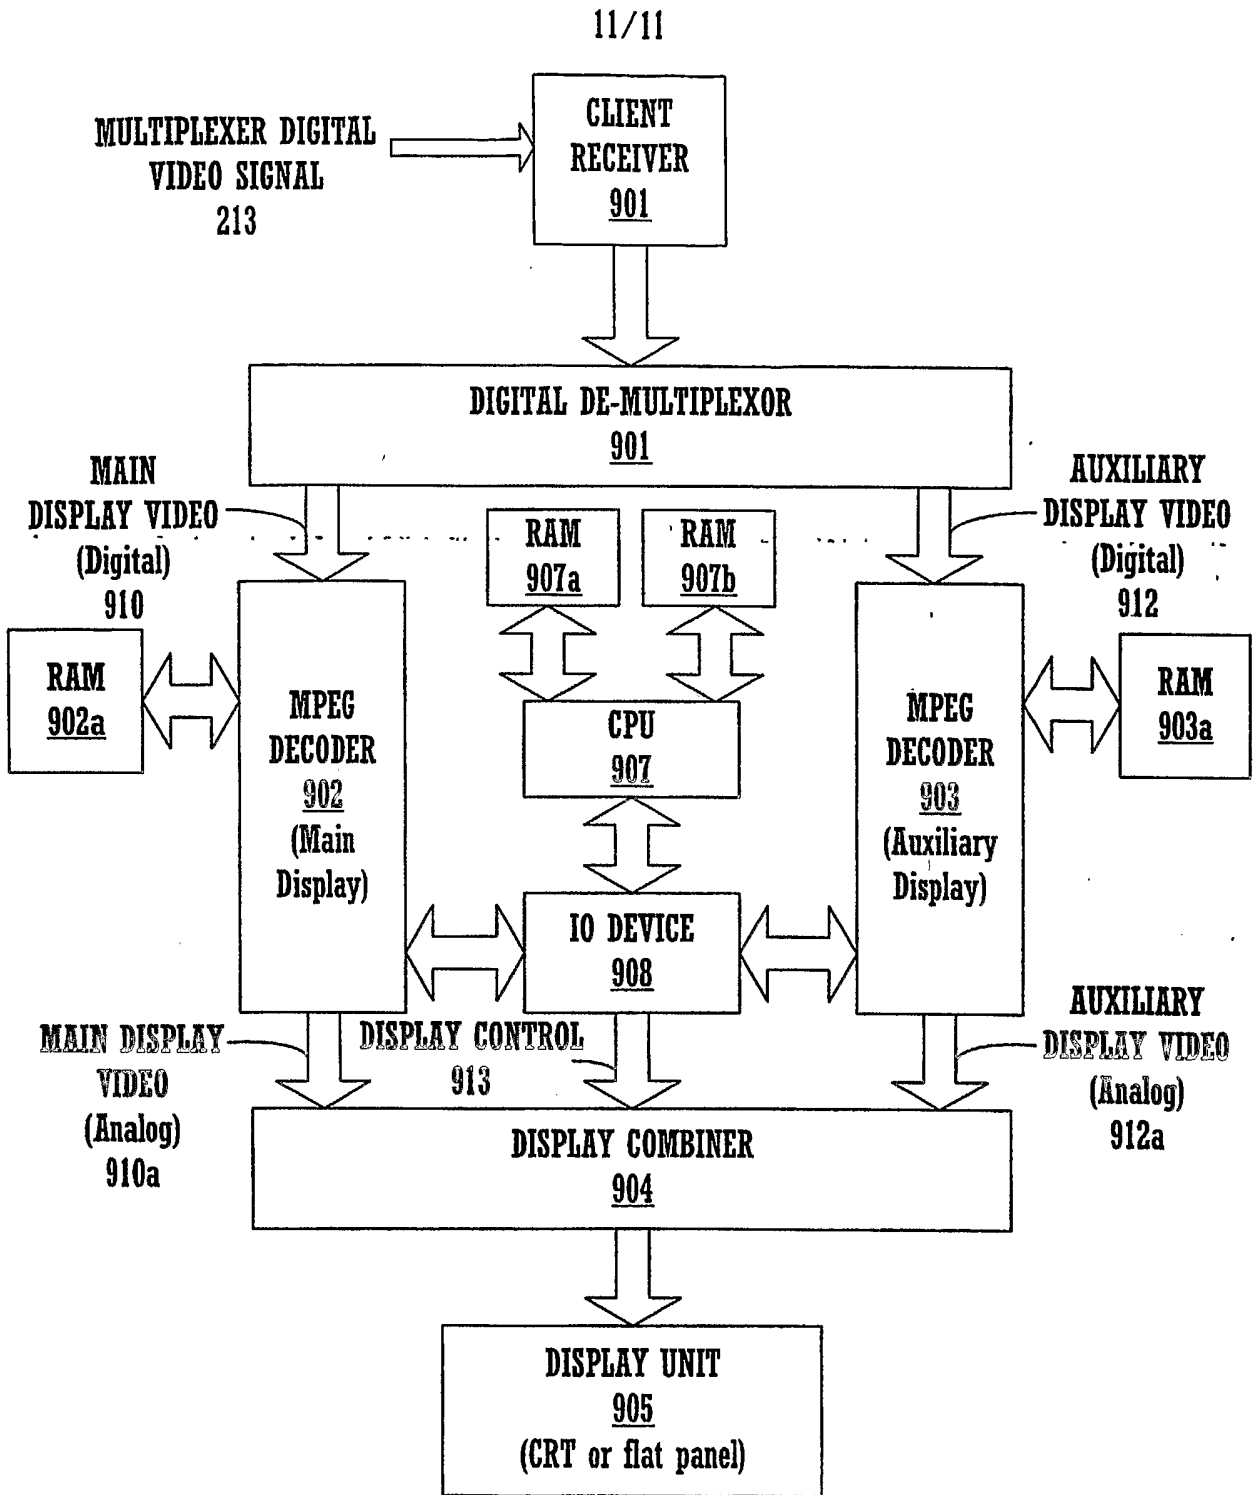 11/11
CLIENT
RECEIVER
901
MULTIPLEXER DIGITAL
VIDEO SIGNAL
213
DIGITAL DE-MULTIPLEXOR
901
MAIN
DISPLAY VIDEO
(Digital)
910
AUXILIARY
DISPLAY VIDEO
(Digital)
912
RAM
907a
RAM
907b
RAM
902a
MPEG
DECODER
902
(Main
Display)
CPU
907
MPEG
DECODER
903
(Auxiliary
Display)
RAM
903a
IO DEVICE
908
MAIN DISPLAY
VIDEO
(Analog)
910a
DISPLAY CONTROL
913
AUXILIARY
DISPLAY VIDEO
(Analog)
912a
DISPLAY COMBINER
904
DISPLAY UNIT
905
(CRT or flat panel)